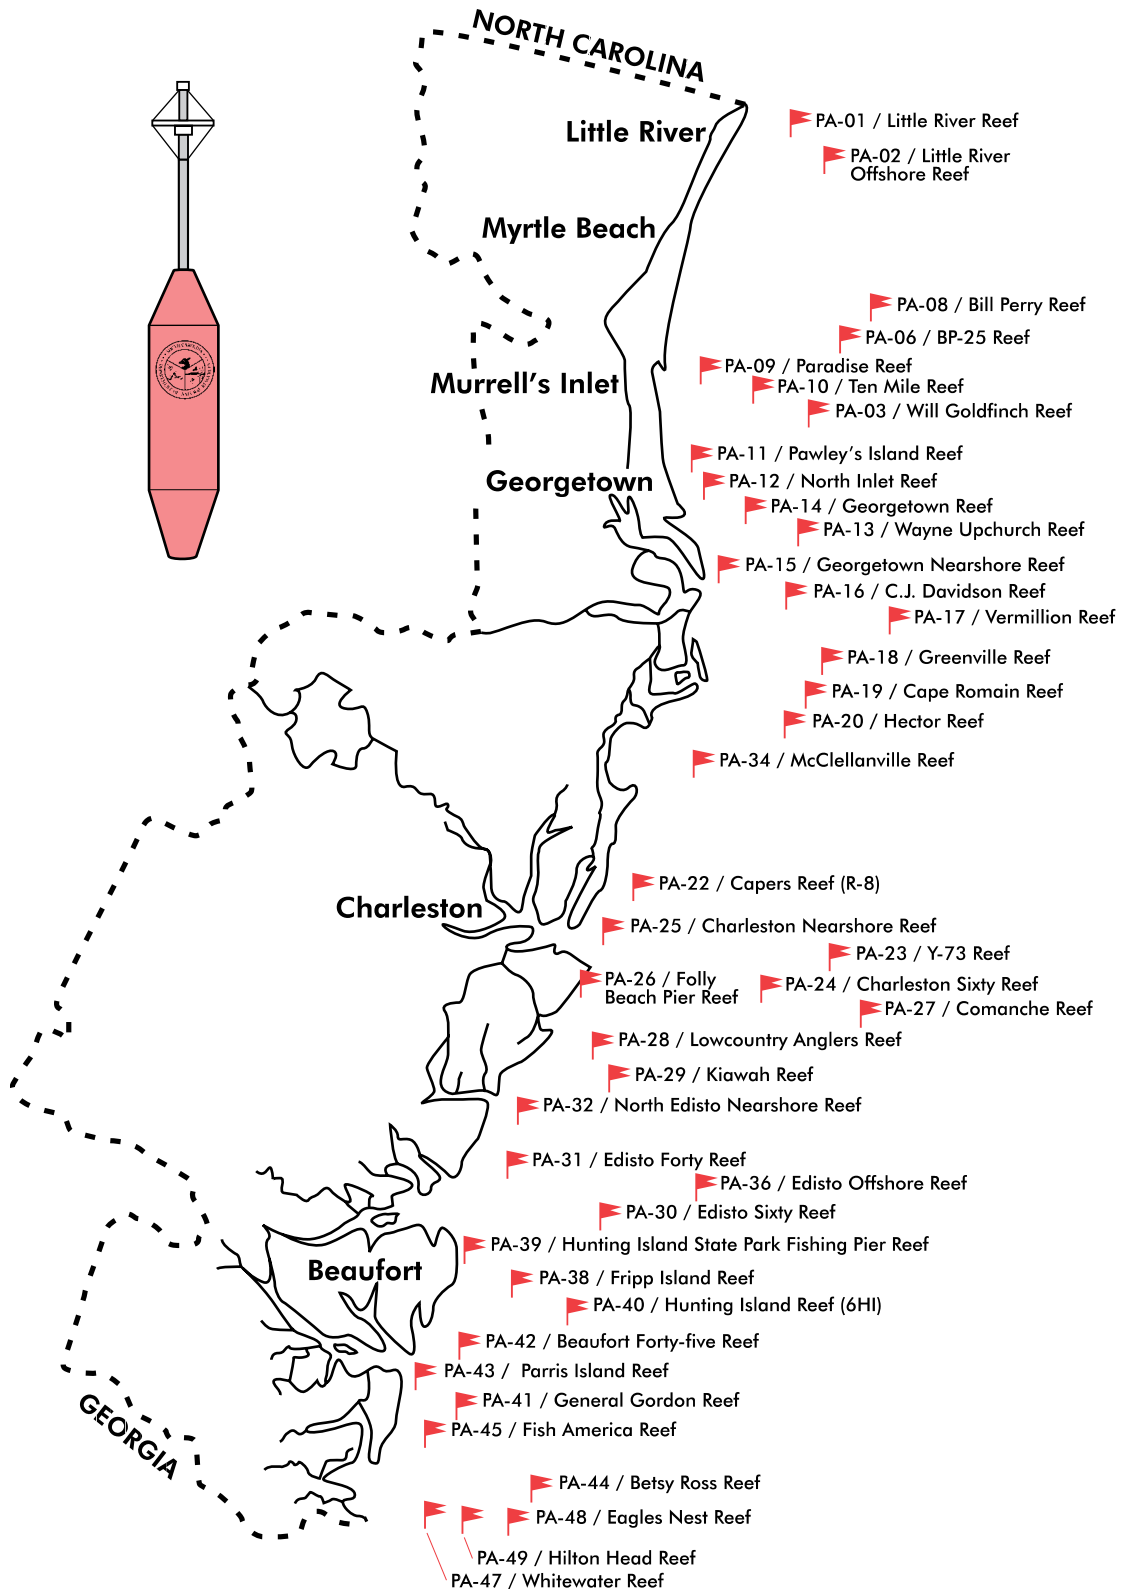 NORTH CAROLINA
Little River
PA-01 / Little River Reef
PA-02 / Little River
Offshore Reef
Myrtle Beach
PA-08 / Bill Perry Reef
PA-06 / BP-25 Reef
PA-09 / Paradise Reef
Murrell's Inlet
PA-10 / Ten Mile Reef
PA-03 / Will Goldfinch Reef
PA-11 / Pawley's Island Reef
Georgetown
PA-12 / North Inlet Reef
PA-14 / Georgetown Reef
PA-13 / Wayne Upchurch Reef
PA-15 / Georgetown Nearshore Reef
PA-16 / C.J. Davidson Reef
PA-17 / Vermillion Reef
PA-18 / Greenville Reef
PA-19 / Cape Romain Reef
PA-20 / Hector Reef
PA-34 / McClellanville Reef
PA-22 / Capers Reef (R-8)
Charleston
PA-25 / Charleston Nearshore Reef
PA-23 / Y-73 Reef
PA-26 / Folly
Beach Pier Reef
PA-24 / Charleston Sixty Reef
PA-27 / Comanche Reef
PA-28 / Lowcountry Anglers Reef
PA-29 / Kiawah Reef
PA-32 / North Edisto Nearshore Reef
PA-31 / Edisto Forty Reef
PA-36 / Edisto Offshore Reef
PA-30 / Edisto Sixty Reef
PA-39 / Hunting Island State Park Fishing Pier Reef
Beaufort
PA-38 / Fripp Island Reef
PA-40 / Hunting Island Reef (6HI)
PA-42 / Beaufort Forty-five Reef
PA-43 / Parris Island Reef
PA-41 / General Gordon Reef
GEORGIA
PA-45 / Fish America Reef
PA-44 / Betsy Ross Reef
PA-48 / Eagles Nest Reef
PA-49 / Hilton Head Reef
PA-47 / Whitewater Reef